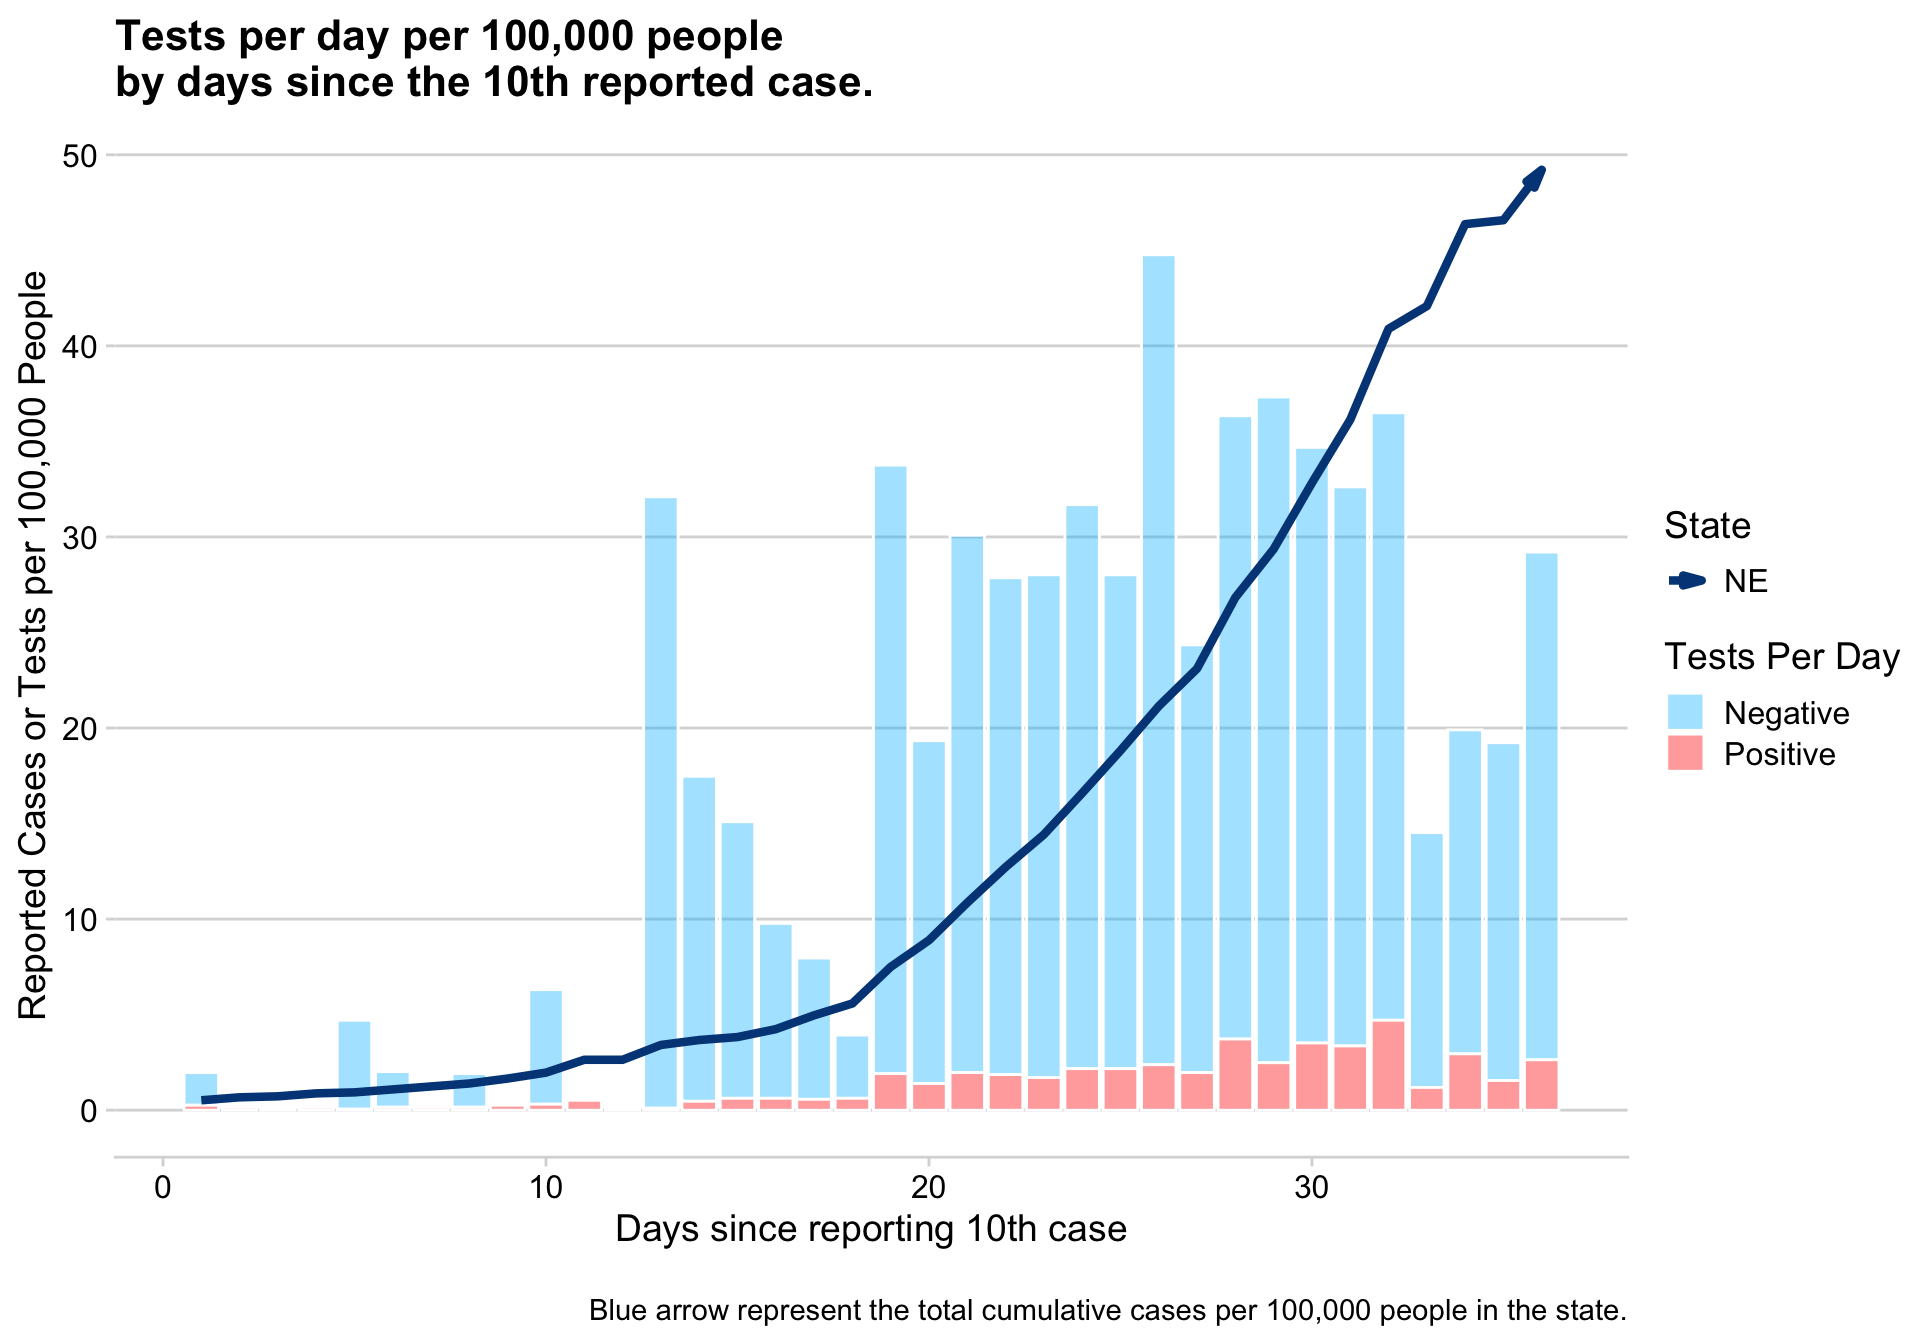 Tests per day per 100,000 people
by days since the 10th reported case.
Reported Cases or Tests per 100,000 People
50
40
30
20
10
0
0
10
20
30
Days since reporting 10th case
State
NE
Tests Per Day
Negative
Positive
Blue arrow represent the total cumulative cases per 100,000 people in the state.